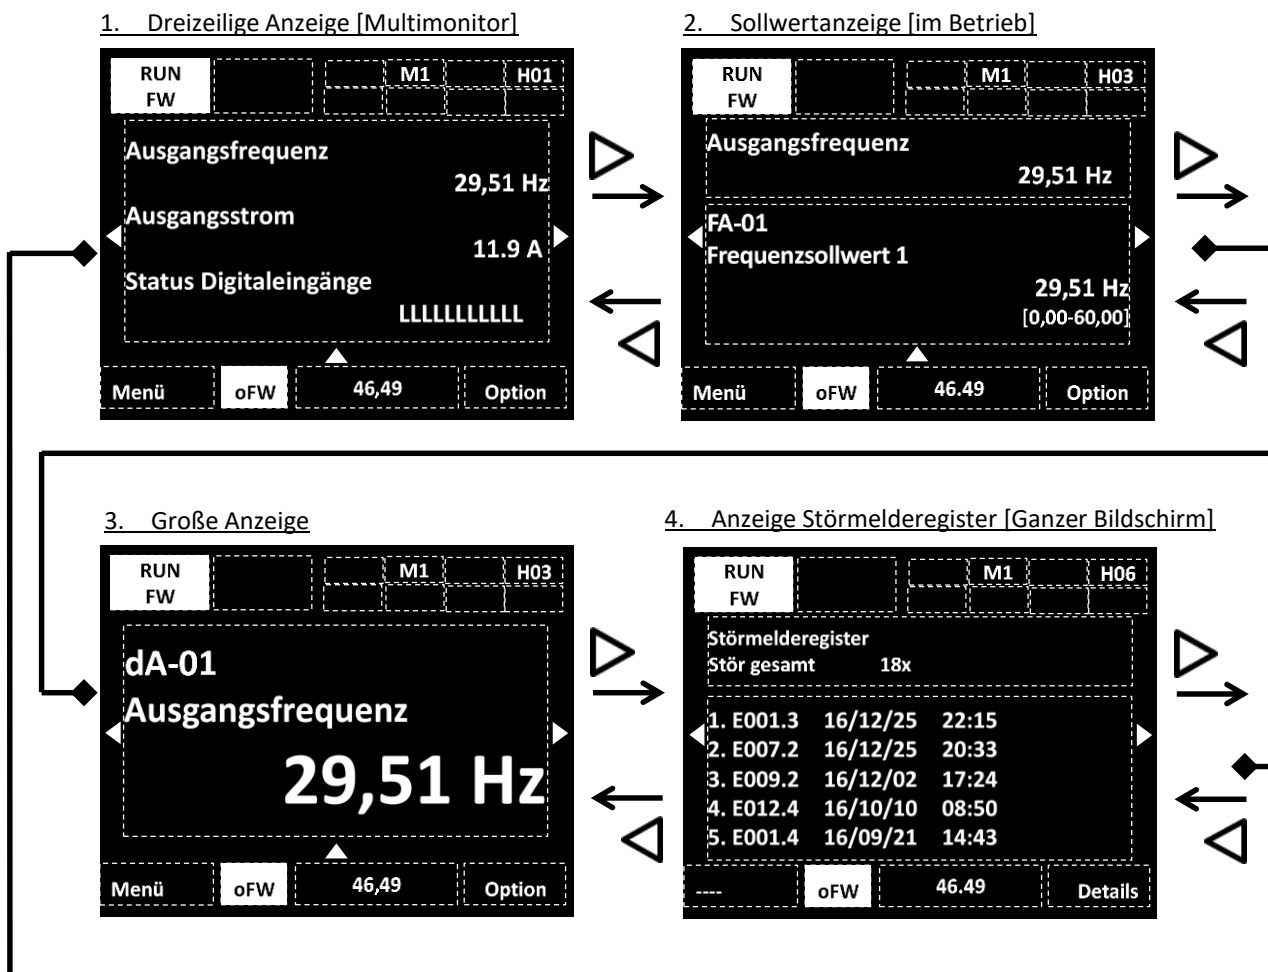 1. Dreizeilige Anzeige [Multimonitor]
RUN
FW
M1
H01
Ausgangsfrequenz
29,51 Hz
Ausgangsstrom
11.9 A
Status Digitaleingänge
LLLLLLLLLLL
Menü
oFW
46,49
Option
2. Sollwertanzeige [im Betrieb]
RUN
FW
M1
H03
Ausgangsfrequenz
29,51 Hz
FA-01
Frequenzsollwert 1
29,51 Hz
[0,00-60,00]
Menü
oFW
46.49
Option
3. Große Anzeige
RUN
FW
M1
H03
dA-01
Ausgangsfrequenz
29,51 Hz
Menü
oFW
46,49
Option
4. Anzeige Störmelderegister [Ganzer Bildschirm]
RUN
FW
M1
H06
Störmelderegister
Stör gesamt 18x
1. E001.3 16/12/25 22:15
2. E007.2 16/12/25 20:33
3. E009.2 16/12/02 17:24
4. E012.4 16/10/10 08:50
5. E001.4 16/09/21 14:43
----
oFW
46.49
Details